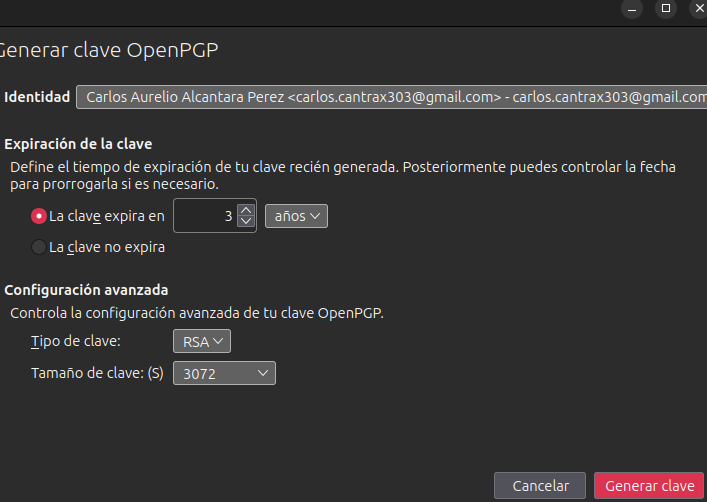 Generar clave OpenPGP
Identidad Carlos Aurelio Alcantara Perez <carlos.cantrax303@gmail.com> - carlos.cantrax303@gmail.com
Expiración de la clave
Define el tiempo de expiración de tu clave recién generada. Posteriormente puedes controlar la fecha
para prorrogarla si es necesario.
La clave expira en 3 años
La clave no expira
Configuración avanzada
Controla la configuración avanzada de tu clave OpenPGP.
Tipo de clave: RSA
Tamaño de clave: (S) 3072
Cancelar Generar clave